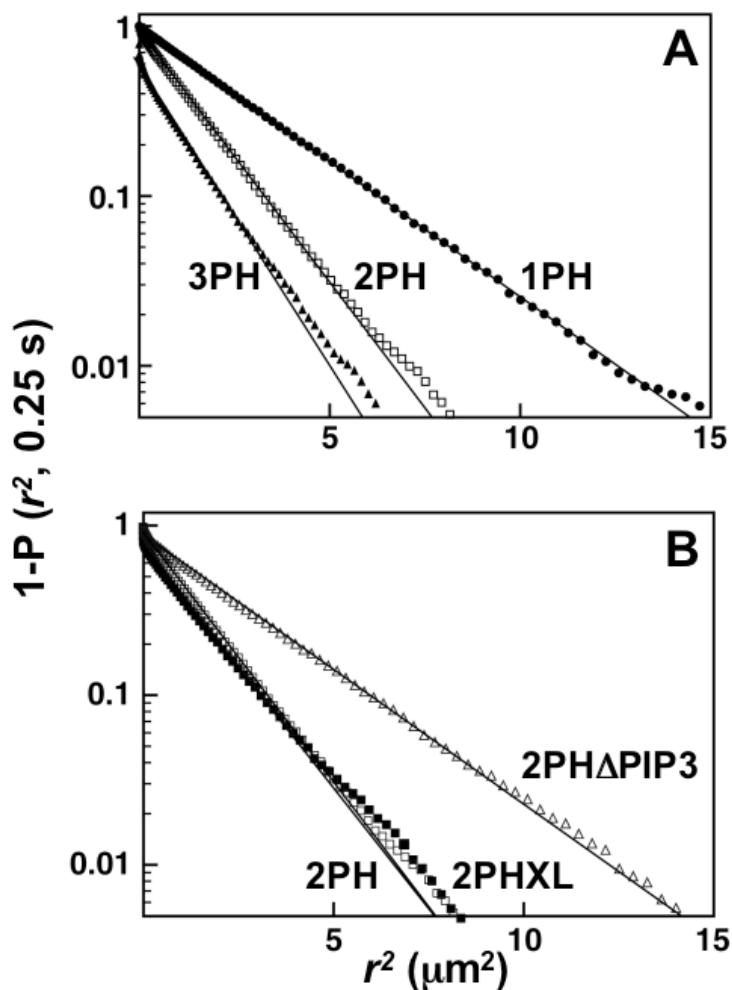 A
1
0.1
0.01
3PH
2PH
1PH
5
10
15
1-P (r², 0.25 s)
B
1
0.1
0.01
2PHΔPIP3
2PH
2PHXL
5
10
15
r² (μm²)